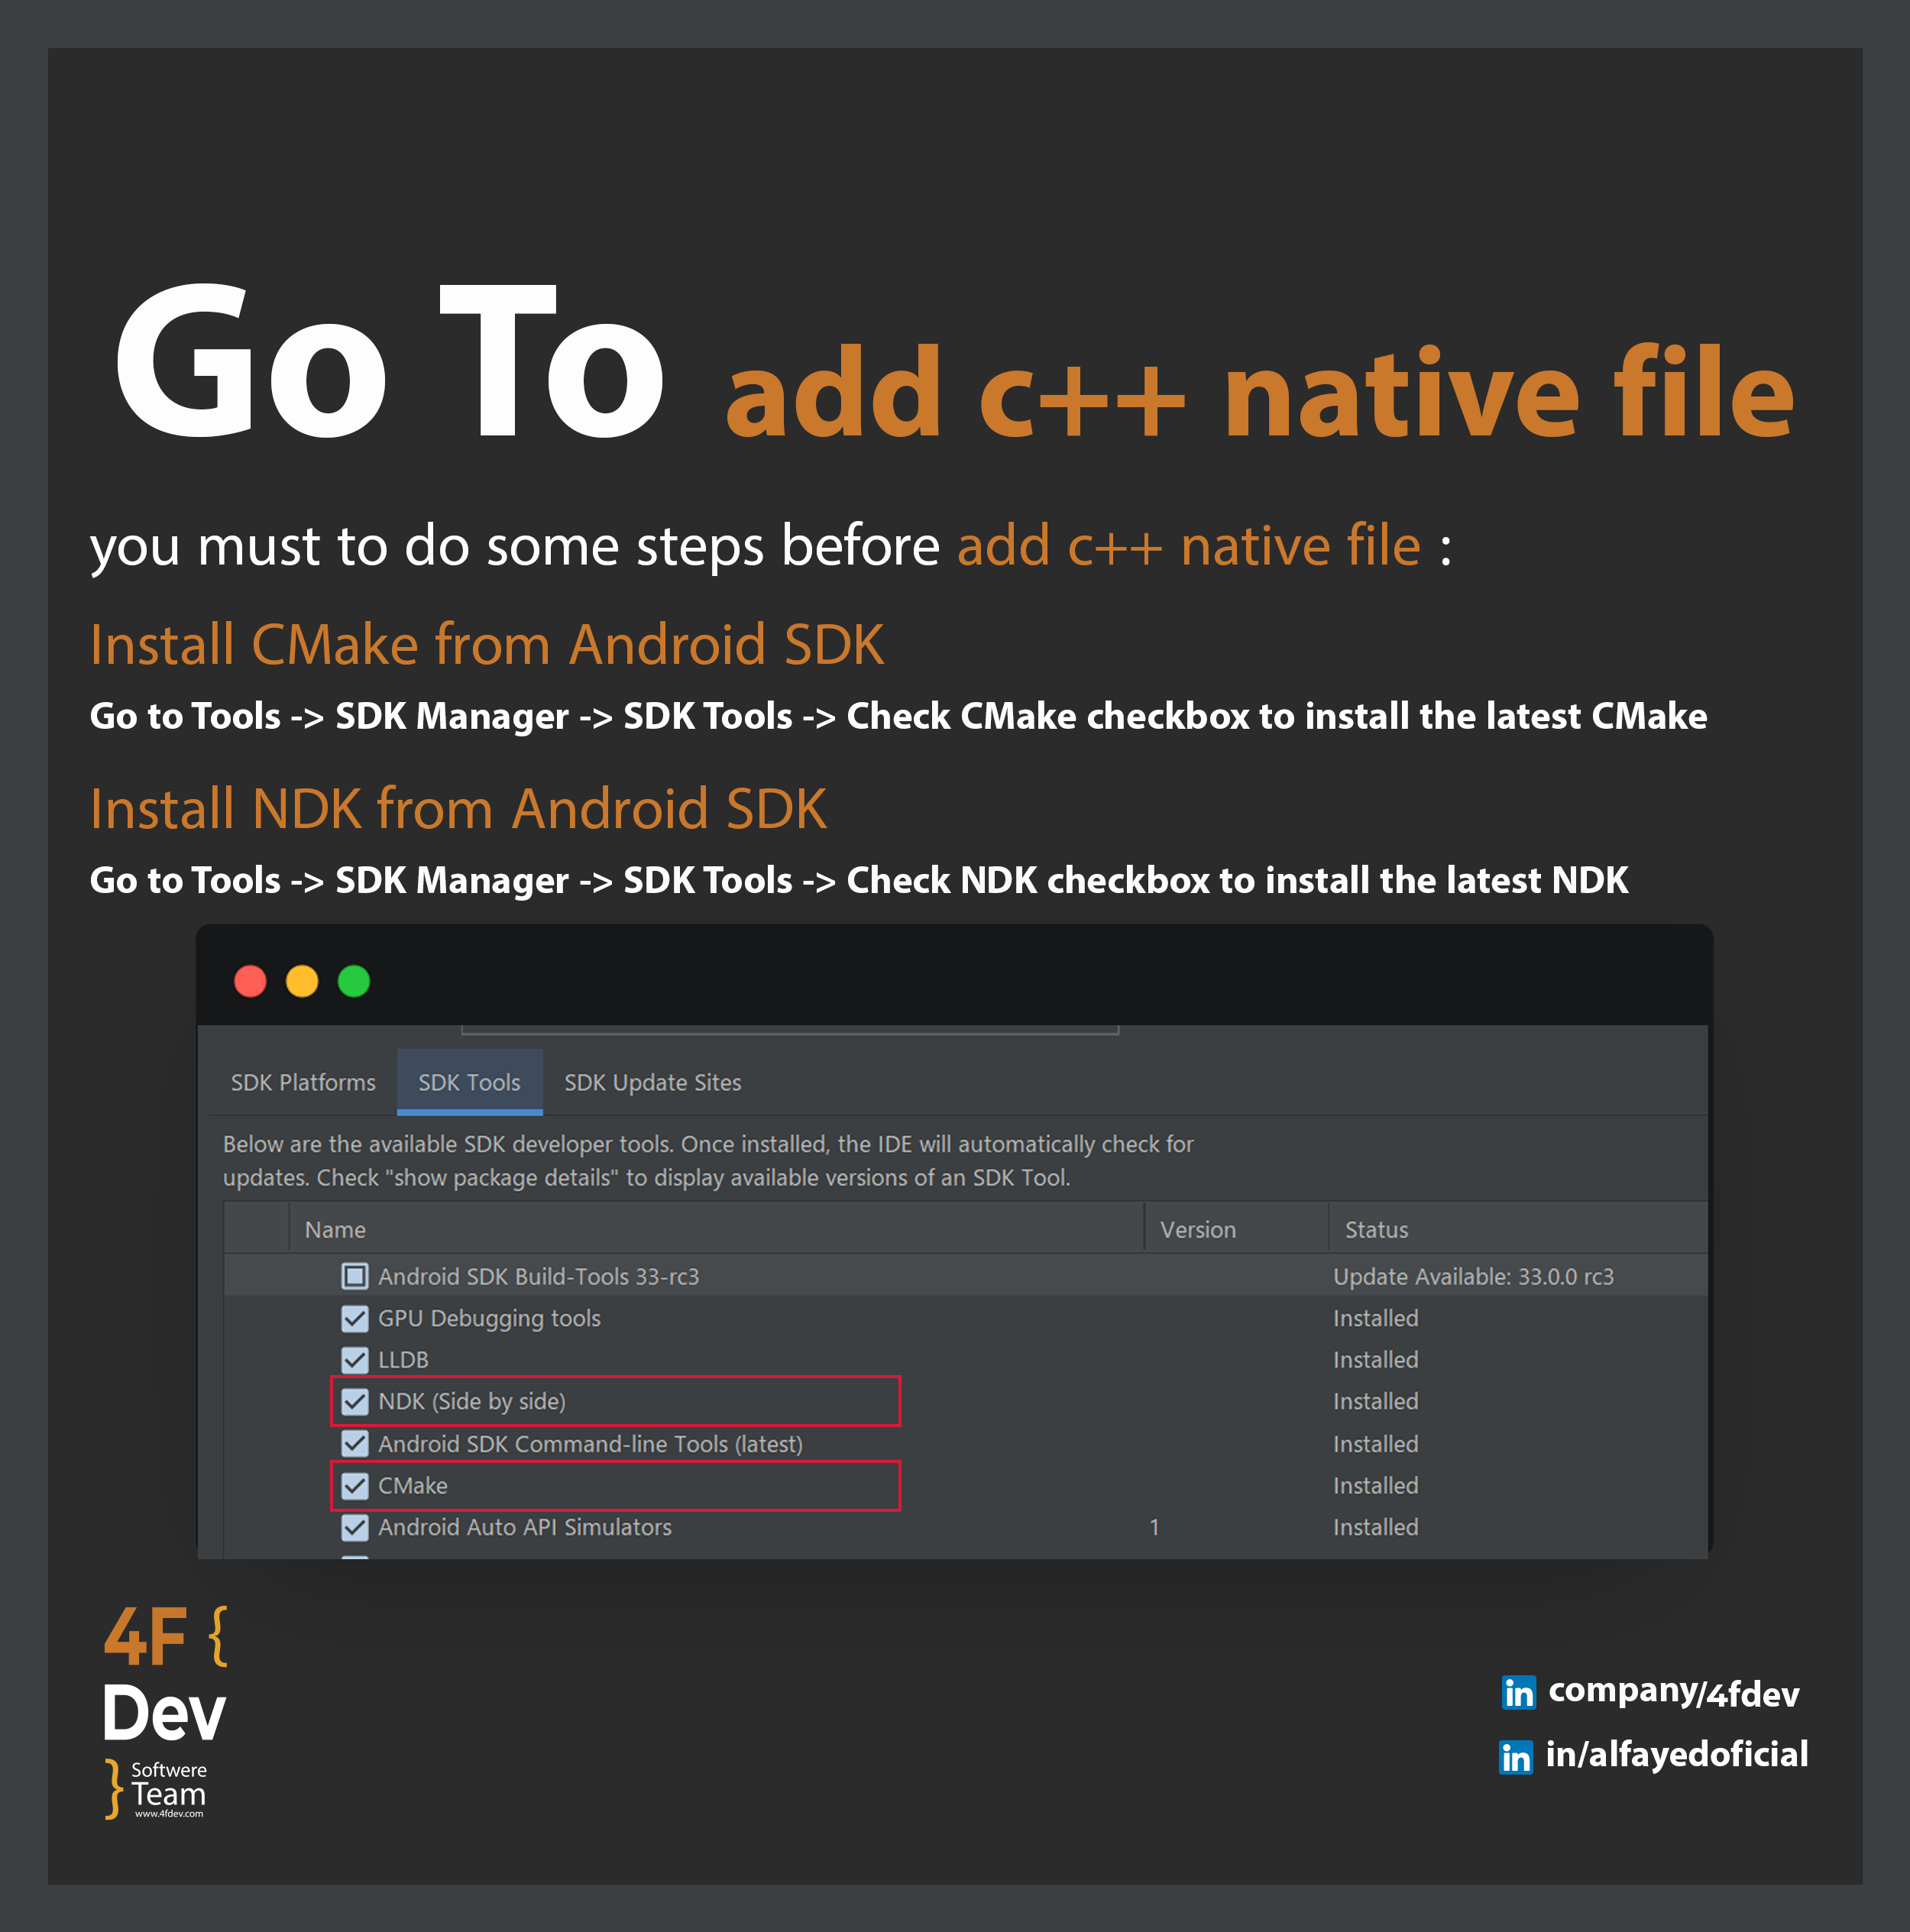 Go To add c++ native file
you must to do some steps before add c++ native file :
Install CMake from Android SDK
Go to Tools -> SDK Manager -> SDK Tools -> Check CMake checkbox to install the latest CMake
Install NDK from Android SDK
Go to Tools -> SDK Manager -> SDK Tools -> Check NDK checkbox to install the latest NDK
SDK Platforms SDK Tools SDK Update Sites
Below are the available SDK developer tools. Once installed, the IDE will automatically check for
updates. Check "show package details" to display available versions of an SDK Tool.
Name Version Status
Android SDK Build-Tools 33-rc3 Update Available: 33.0.0 rc3
GPU Debugging tools Installed
LLDB Installed
NDK (Side by side) Installed
Android SDK Command-line Tools (latest) Installed
CMake Installed
Android Auto API Simulators 1 Installed
4F {
Dev
} Softwere
Team
www.4fdev.com
in company/4fdev
in in/alfayedoficial